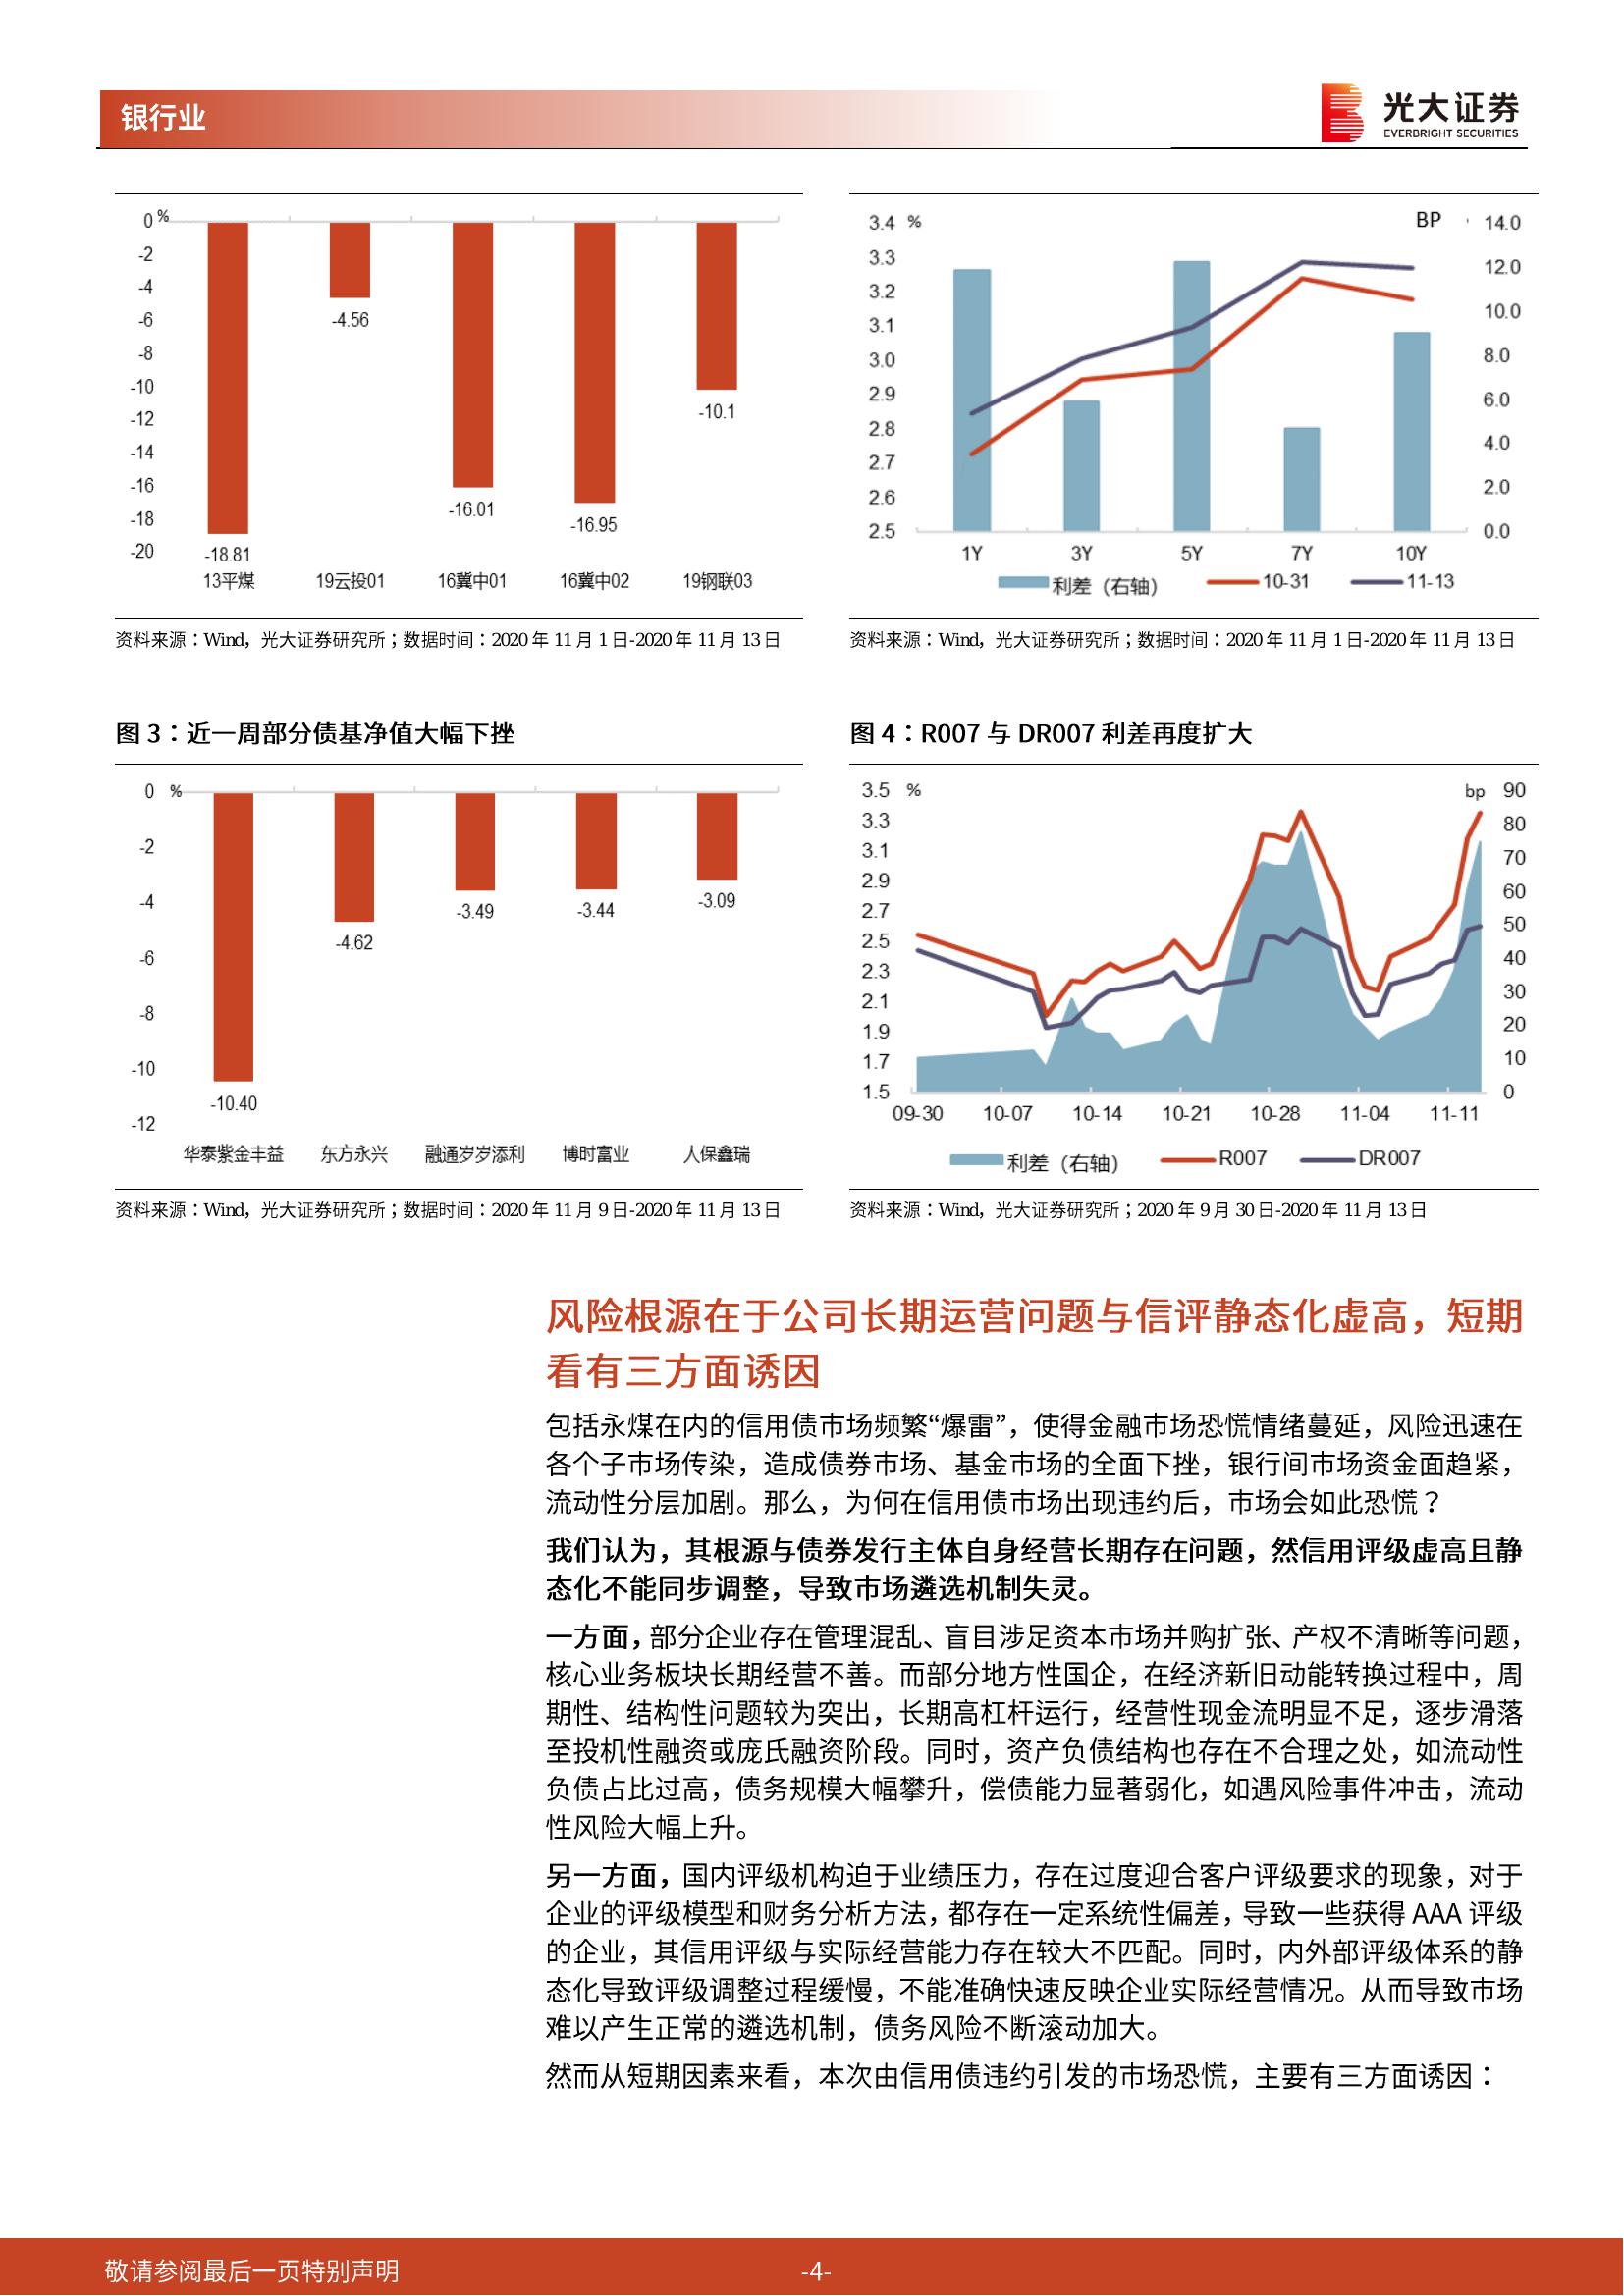 银行业
光大证券
EVERBRIGHT SECURITIES
0 %
-2
-4
-6
-8
-10
-12
-14
-16
-18
-20
-18.81
-4.56
-16.01
-16.95
-10.1
13平煤 19云投01 16冀中01 16冀中02 19钢联03
资料来源：Wind，光大证券研究所；数据时间：2020 年 11 月 1 日-2020 年 11 月 13 日
3.4 %
3.3
3.2
3.1
3.0
2.9
2.8
2.7
2.6
2.5
BP
14.0
12.0
10.0
8.0
6.0
4.0
2.0
0.0
1Y 3Y 5Y 7Y 10Y
利差（右轴） 10-31 11-13
资料来源：Wind，光大证券研究所；数据时间：2020 年 11 月 1 日-2020 年 11 月 13 日
图 3：近一周部分债基净值大幅下挫
0 %
-2
-4
-6
-8
-10
-12
-10.40
-4.62
-3.49
-3.44
-3.09
华泰紫金丰益 东方永兴 融通岁岁添利 博时富业 人保鑫瑞
资料来源：Wind，光大证券研究所；数据时间：2020 年 11 月 9 日-2020 年 11 月 13 日
图 4：R007 与 DR007 利差再度扩大
3.5 %
3.3
3.1
2.9
2.7
2.5
2.3
2.1
1.9
1.7
1.5
bp
90
80
70
60
50
40
30
20
10
0
09-30 10-07 10-14 10-21 10-28 11-04 11-11
利差（右轴） R007 DR007
资料来源：Wind，光大证券研究所；2020 年 9 月 30 日-2020 年 11 月 13 日
风险根源在于公司长期运营问题与信评静态化虚高，短期
看有三方面诱因
包括永煤在内的信用债市场频繁“爆雷”，使得金融市场恐慌情绪蔓延，风险迅速在
各个子市场传染，造成债券市场、基金市场的全面下挫，银行间市场资金面趋紧，
流动性分层加剧。那么，为何在信用债市场出现违约后，市场会如此恐慌？
我们认为，其根源与债券发行主体自身经营长期存在问题，然信用评级虚高且静
态化不能同步调整，导致市场遴选机制失灵。
一方面，部分企业存在管理混乱、盲目涉足资本市场并购扩张、产权不清晰等问题，
核心业务板块长期经营不善。而部分地方性国企，在经济新旧动能转换过程中，周
期性、结构性问题较为突出，长期高杠杆运行，经营性现金流明显不足，逐步滑落
至投机性融资或庞氏融资阶段。同时，资产负债结构也存在不合理之处，如流动性
负债占比过高，债务规模大幅攀升，偿债能力显著弱化，如遇风险事件冲击，流动
性风险大幅上升。
另一方面，国内评级机构迫于业绩压力，存在过度迎合客户评级要求的现象，对于
企业的评级模型和财务分析方法，都存在一定系统性偏差，导致一些获得 AAA 评级
的企业，其信用评级与实际经营能力存在较大不匹配。同时，内外部评级体系的静
态化导致评级调整过程缓慢，不能准确快速反映企业实际经营情况。从而导致市场
难以产生正常的遴选机制，债务风险不断滚动加大。
然而从短期因素来看，本次由信用债违约引发的市场恐慌，主要有三方面诱因：
敬请参阅最后一页特别声明
-4-